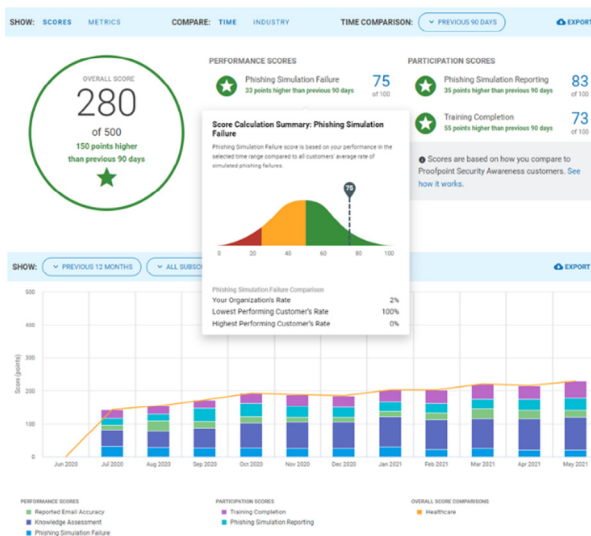 SHOW: SCORES METRICS COMPARE: TIME INDUSTRY TIME COMPARISON: PREVIOUS 90 DAYS EXPORT
OVERALL SCORE
280
of 500
150 points higher
than previous 90 days
PERFORMANCE SCORES
Phishing Simulation Failure
33 points higher than previous 90 days
75
of 100
PARTICIPATION SCORES
Phishing Simulation Reporting
35 points higher than previous 90 days
83
of 100
Training Completion
55 points higher than previous 90 days
73
of 100
Scores are based on how you compare to
Proofpoint Security Awareness customers. See
how it works.
Score Calculation Summary: Phishing Simulation
Failure
Phishing Simulation Failure score is based on your performance in the
selected time range compared to all customers' average rate of
simulated phishing failures.
75
0 20 40 60 80 100
Phishing Simulation Failure Comparison
Your Organization's Rate 2%
Lowest Performing Customer's Rate 100%
Highest Performing Customer's Rate 0%
SHOW: PREVIOUS 12 MONTHS ALL SUBSC EXPORT
Score (points)
500
400
300
200
100
0
Jun 2020 Jul 2020 Aug 2020 Sep 2020 Oct 2020 Nov 2020 Dec 2020 Jan 2021 Feb 2021 Mar 2021 Apr 2021 May 2021
PERFORMANCE SCORES
Reported Email Accuracy
Knowledge Assessment
Phishing Simulation Failure
PARTICIPATION SCORES
Training Completion
Phishing Simulation Reporting
OVERALL SCORE COMPARISONS
Healthcare